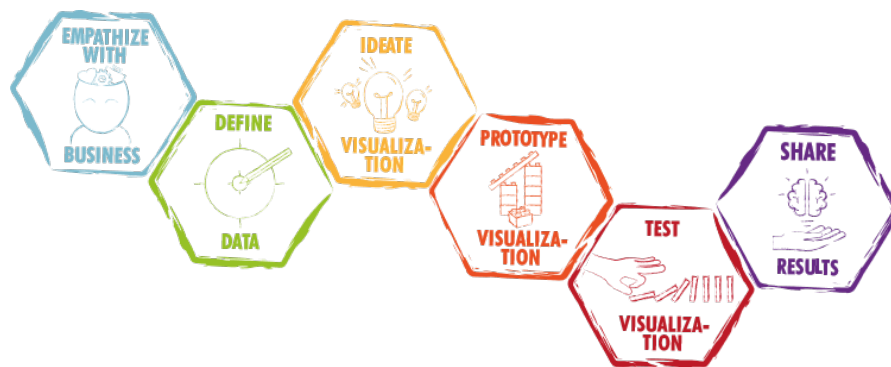 EMPATHIZE
WITH
BUSINESS
DEFINE
DATA
IDEATE
VISUALIZA-
TION
PROTOTYPE
VISUALIZA-
TION
TEST
VISUALIZA-
TION
SHARE
RESULTS